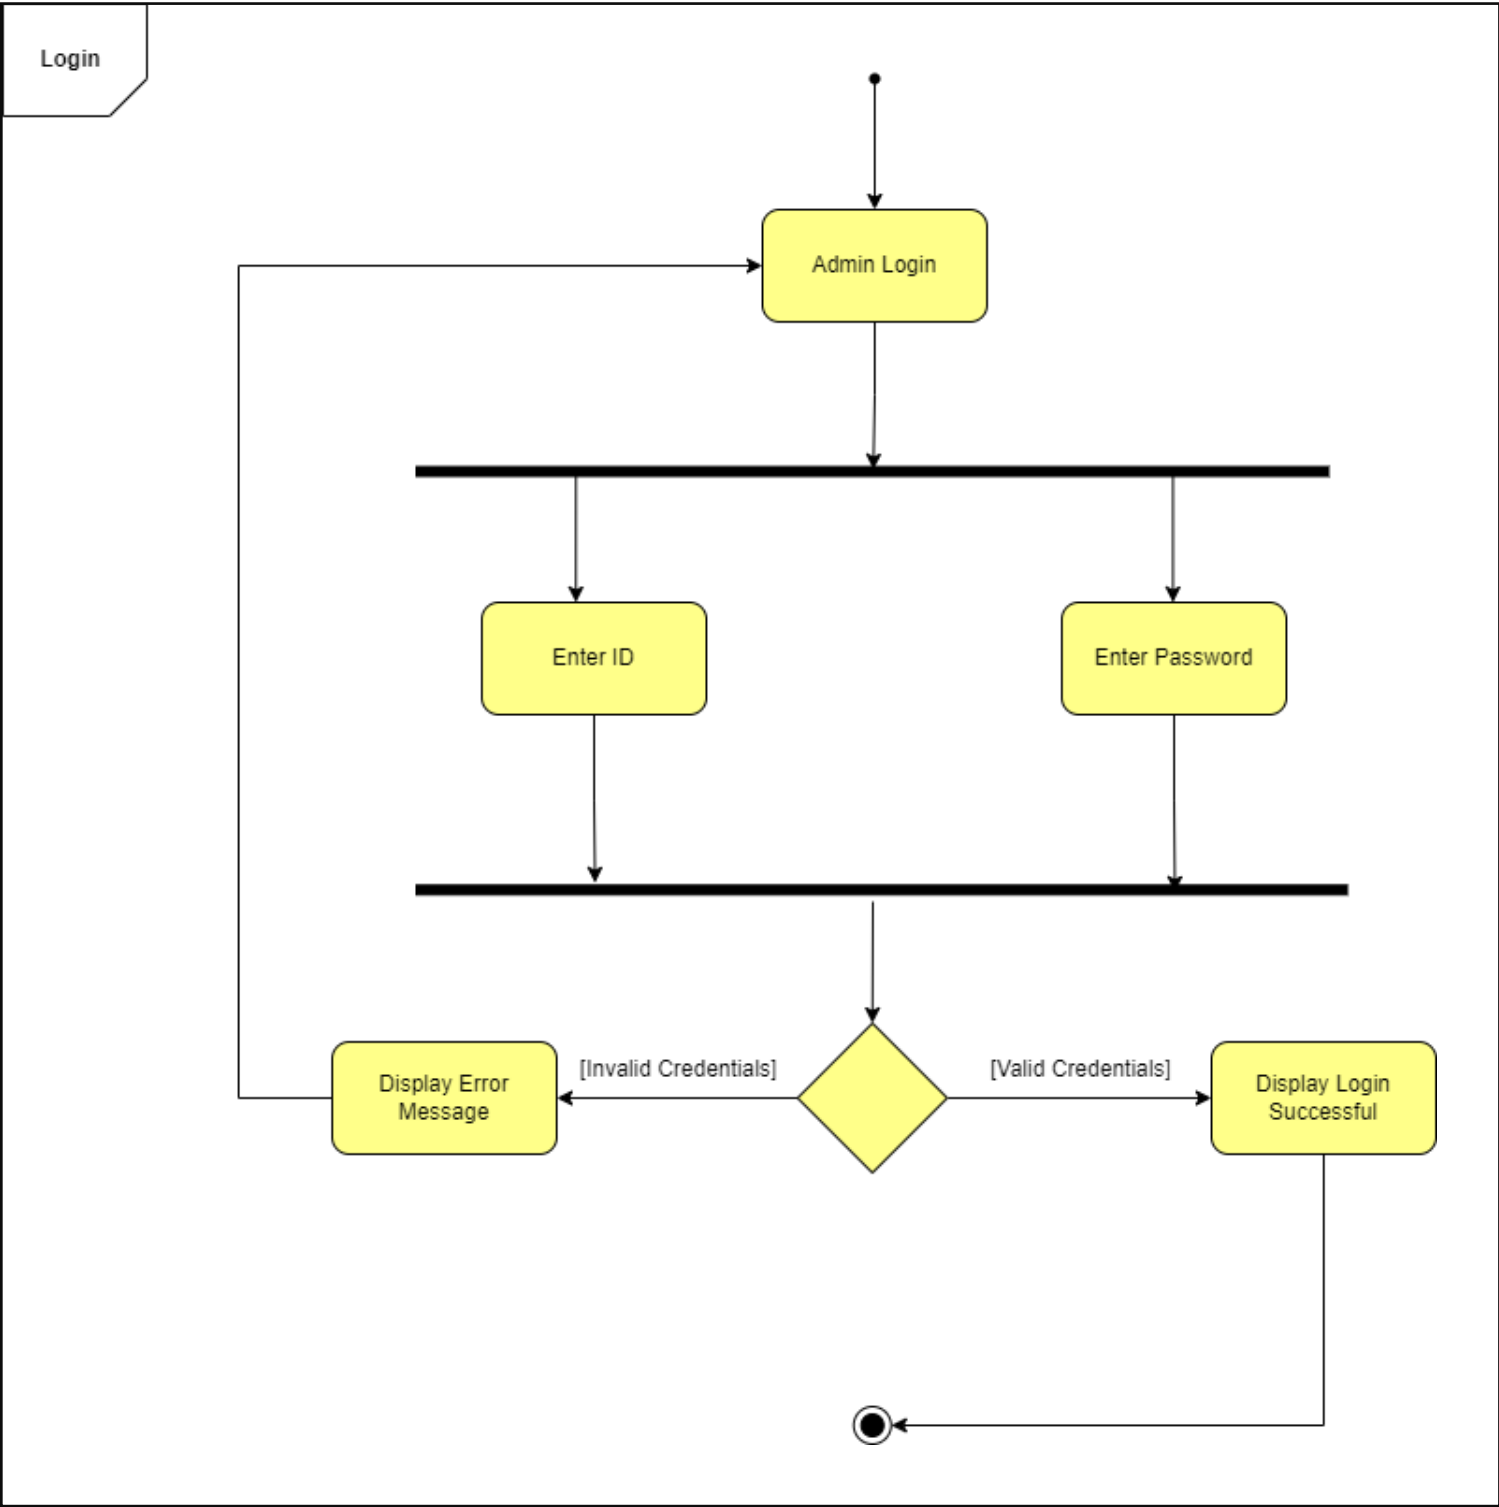 Login
Admin Login
Enter ID
Enter Password
Display Error
Message
[Invalid Credentials]
[Valid Credentials]
Display Login
Successful